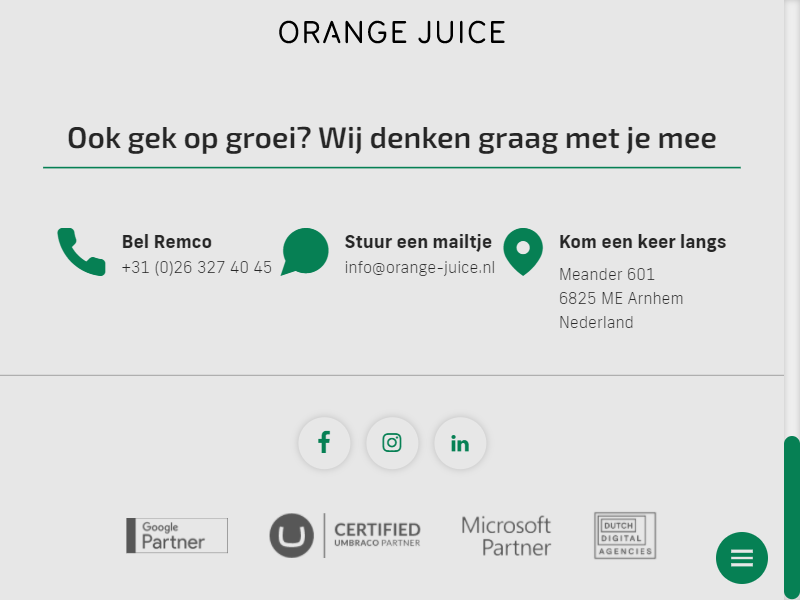 ORANGE JUICE
Ook gek op groei? Wij denken graag met je mee
Bel Remco
+31 (0)26 327 40 45
Stuur een mailtje
info@orange-juice.nl
Kom een keer langs
Meander 601
6825 ME Arnhem
Nederland
Google
Partner
CERTIFIED
UMBRACO PARTNER
Microsoft
Partner
DUTCH
DIGITAL
AGENCIES